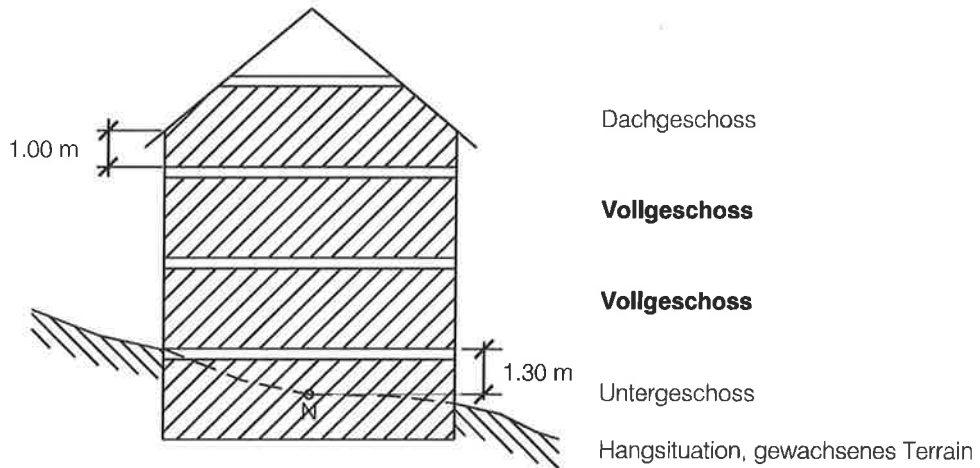 Dachgeschoss
1.00 m
Vollgeschoss
Vollgeschoss
1.30 m
Untergeschoss
N
Hangsituation, gewachsenes Terrain